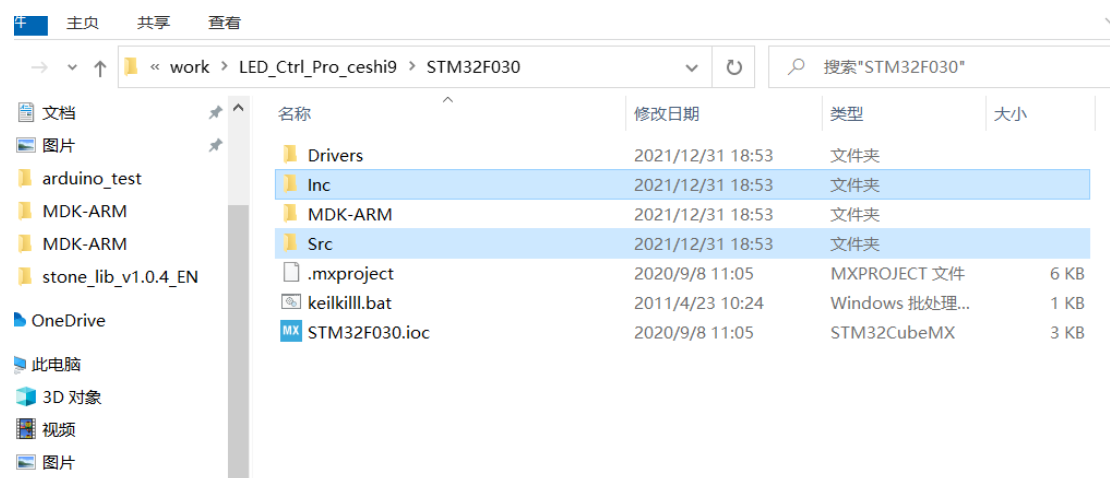 件 主页 共享 查看
« work > LED_Ctrl_Pro_ceshi9 > STM32F030 搜索"STM32F030"
文档
图片
arduino_test
MDK-ARM
MDK-ARM
stone_lib_v1.0.4_EN
OneDrive
此电脑
3D 对象
视频
图片
名称 修改日期 类型 大小
Drivers 2021/12/31 18:53 文件夹
Inc 2021/12/31 18:53 文件夹
MDK-ARM 2021/12/31 18:53 文件夹
Src 2021/12/31 18:53 文件夹
.mxproject 2020/9/8 11:05 MXPROJECT 文件 6 KB
keilkilll.bat 2011/4/23 10:24 Windows 批处理... 1 KB
MX STM32F030.ioc 2020/9/8 11:05 STM32CubeMX 3 KB